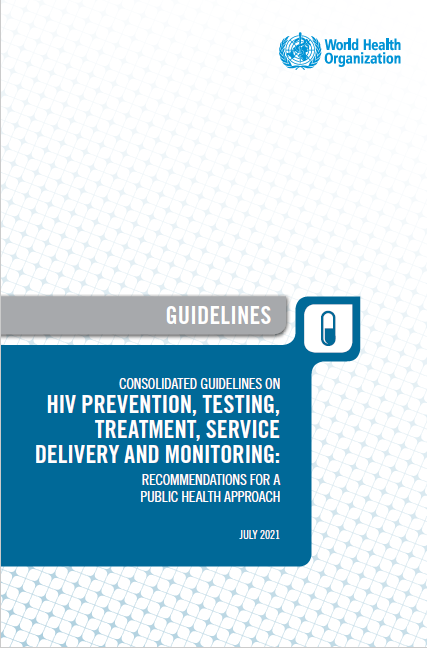 World Health
Organization
GUIDELINES
CONSOLIDATED GUIDELINES ON
HIV PREVENTION, TESTING,
TREATMENT, SERVICE
DELIVERY AND MONITORING:
RECOMMENDATIONS FOR A
PUBLIC HEALTH APPROACH
JULY 2021